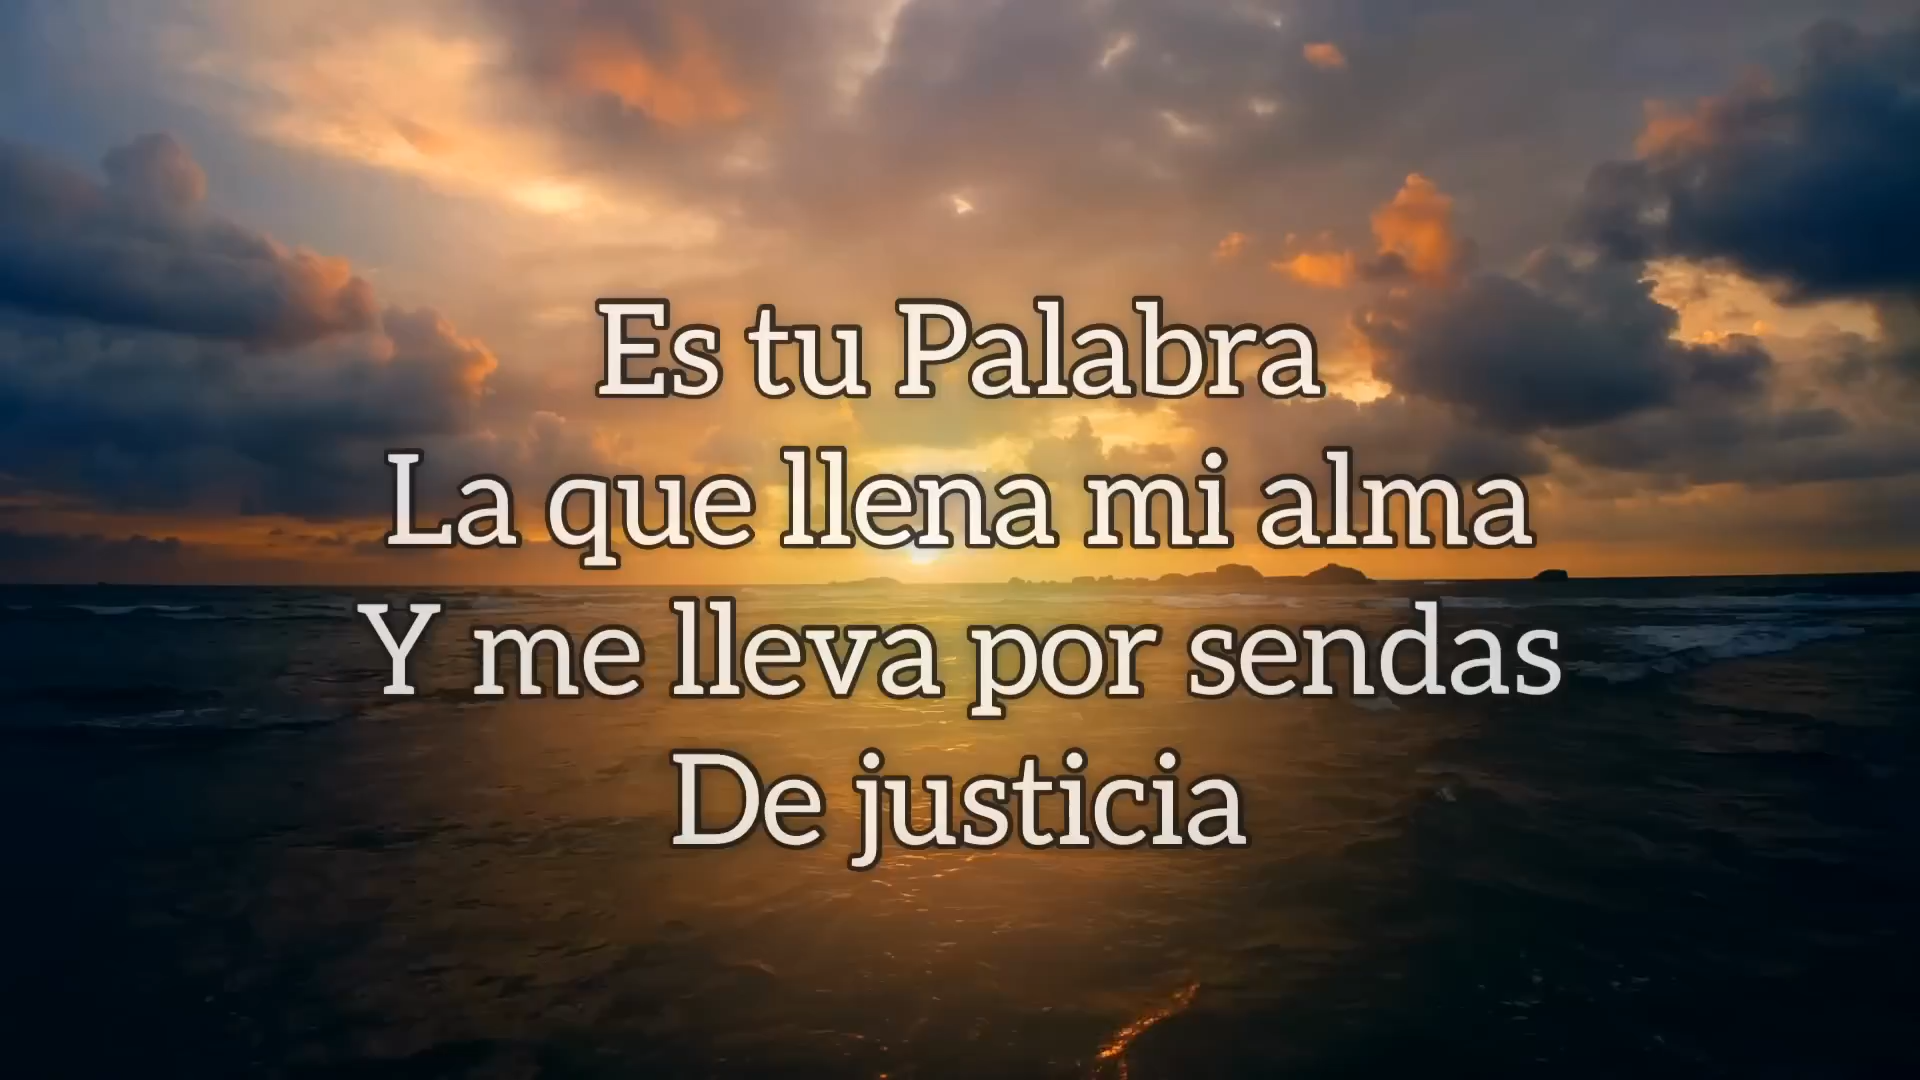 Es tu Palabra
La que llena mi alma
Y me lleva por sendas
De justicia